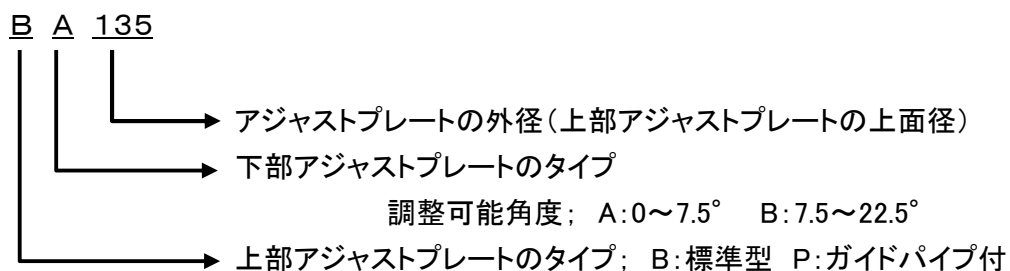 B A 135
アジャストプレートの外径(上部アジャストプレートの上面径)
下部アジャストプレートのタイプ
調整可能角度; A:0~7.5° B:7.5~22.5°
上部アジャストプレートのタイプ; B:標準型 P:ガイドパイプ付